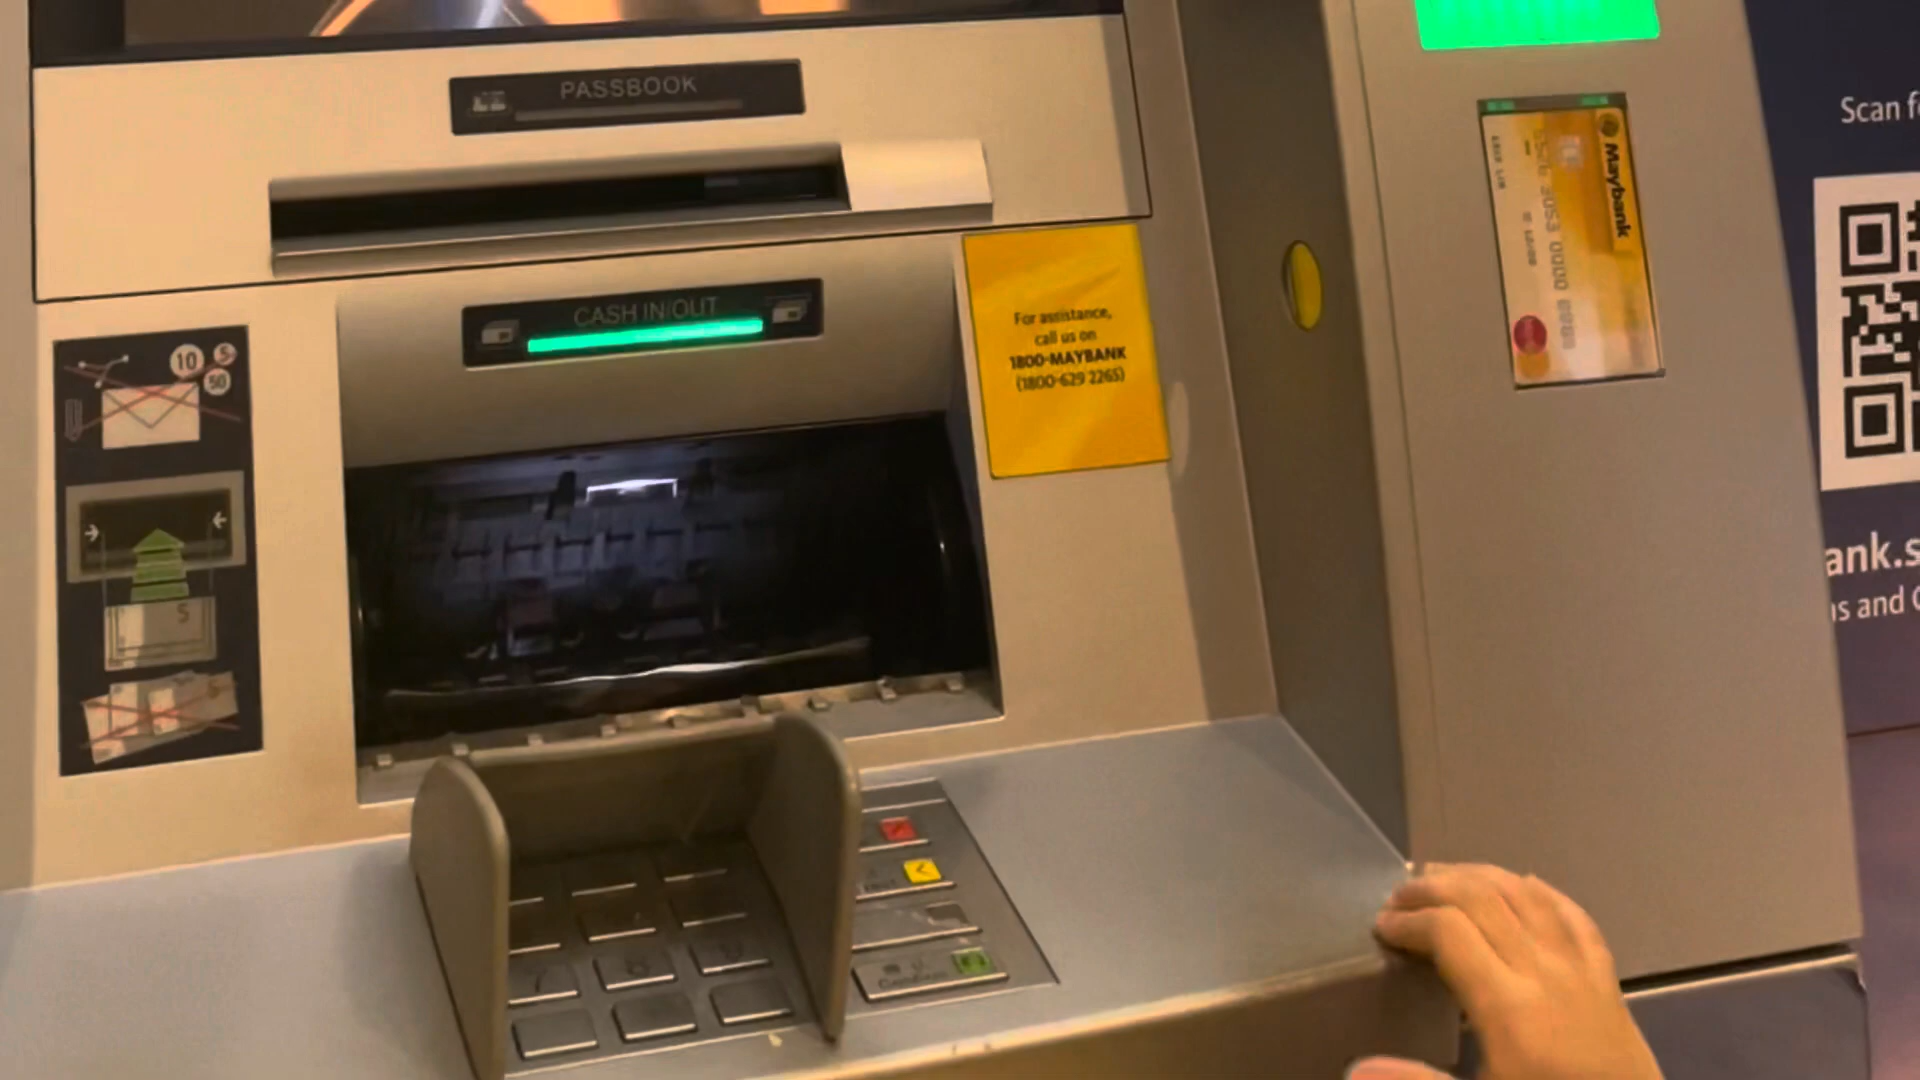 PASSBOOK
CASH IN/OUT
10
5
50
For assistance,
call us on
1800-MAYBANK
(1800-629 2265)
Maybank
Scan
ank.s
and